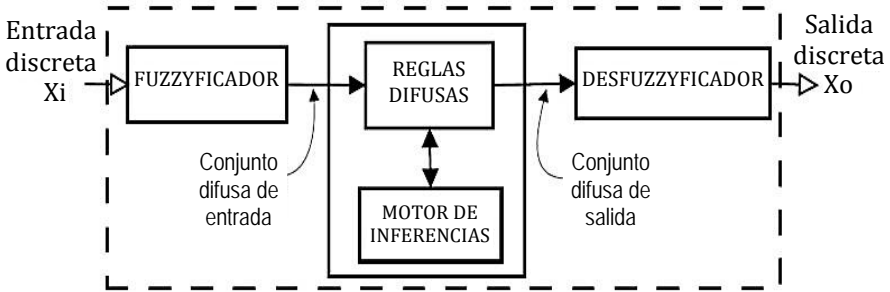 Entrada
discreta
Xi
FUZZYFICADOR
REGLAS
DIFUSAS
DESFUZZYFICADOR
Salida
discreta
Xo
Conjunto
difusa de
entrada
MOTOR DE
INFERENCIAS
Conjunto
difusa de
salida